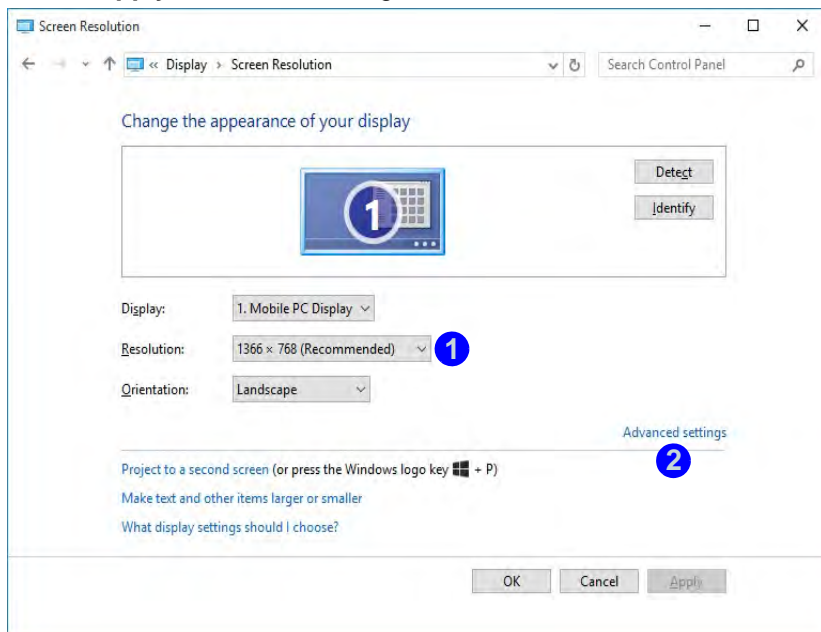 Screen Resolution
« Display › Screen Resolution
Search Control Panel
Change the appearance of your display
1
Detect
Identify
Display: 1. Mobile PC Display
Resolution: 1366 × 768 (Recommended) 1
Orientation: Landscape
Advanced settings
2
Project to a second screen (or press the Windows logo key + P)
Make text and other items larger or smaller
What display settings should I choose?
OK Cancel Apply